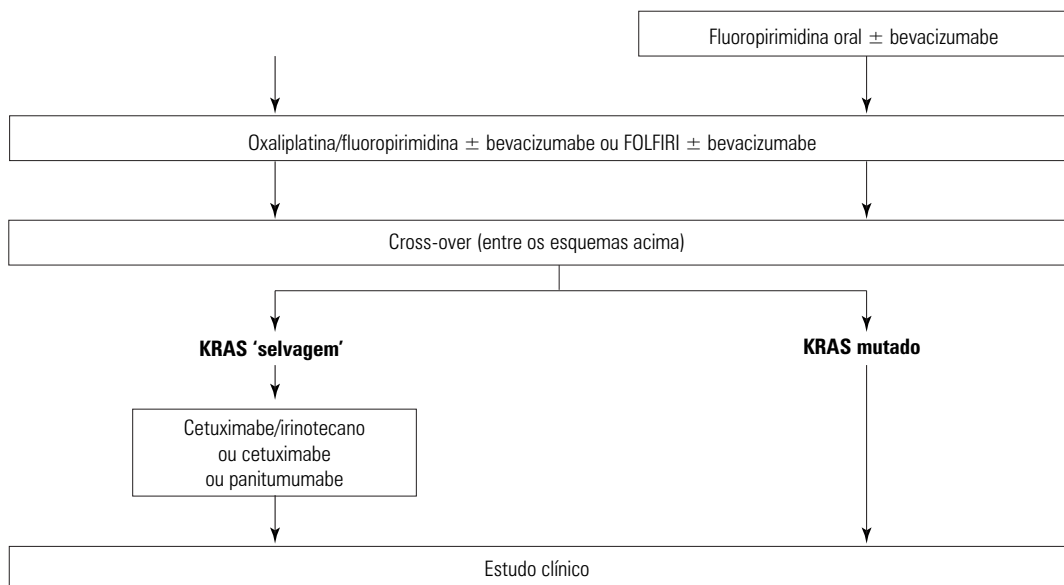 Fluoropirimidina oral ± bevacizumabe
Oxaliplatina/fluoropirimidina ± bevacizumabe ou FOLFIRI ± bevacizumabe
Cross-over (entre os esquemas acima)
KRAS ‘selvagem’
KRAS mutado
Cetuximabe/irinotecano
ou cetuximabe
ou panitumumabe
Estudo clínico